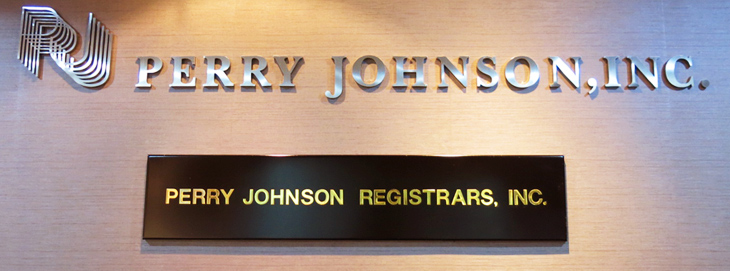 PERRY JOHNSON, INC.
PERRY JOHNSON REGISTRARS, INC.